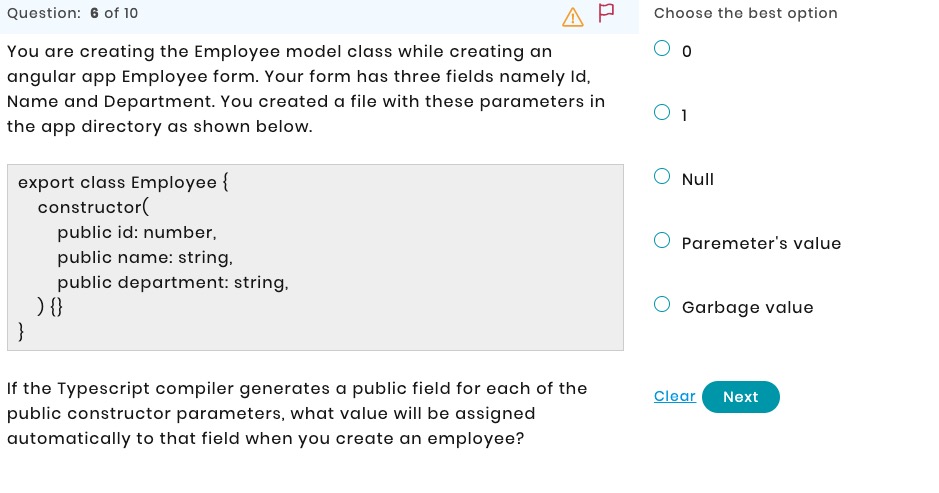 Question: 6 of 10
You are creating the Employee model class while creating an
angular app Employee form. Your form has three fields namely Id,
Name and Department. You created a file with these parameters in
the app directory as shown below.
export class Employee {
constructor(
public id: number,
public name: string,
public department: string,
) {}
}
If the Typescript compiler generates a public field for each of the
public constructor parameters, what value will be assigned
automatically to that field when you create an employee?
Choose the best option
0
1
Null
Paremeter's value
Garbage value
Clear Next